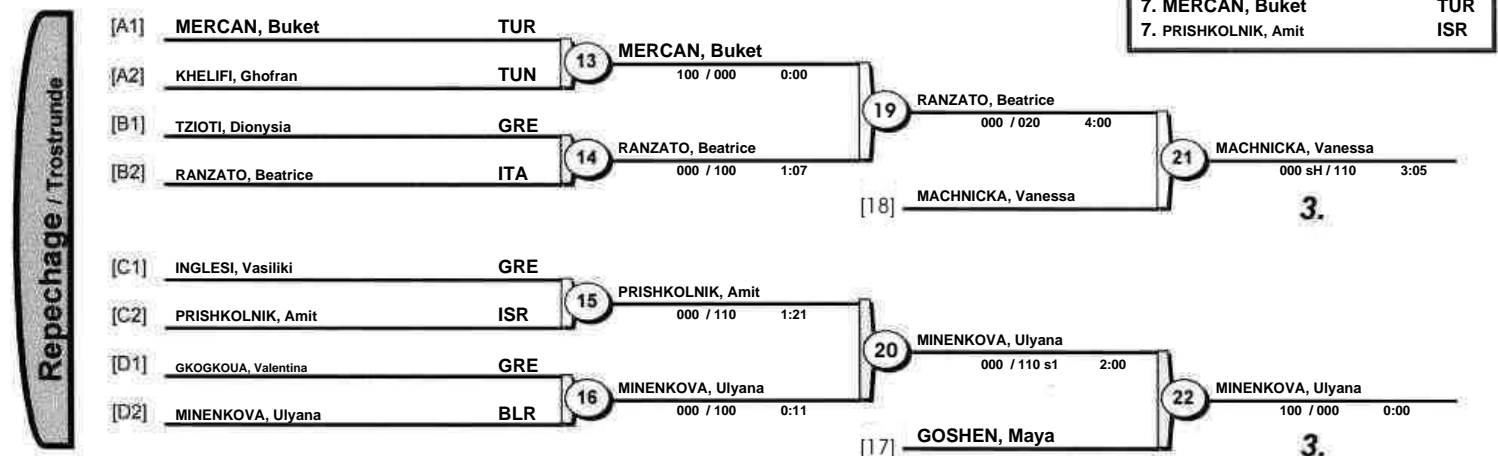 7. MERCAN, Buket TUR
7. PRISHKOLNIK, Amit ISR
Repechage / Trostrunde
[A1] MERCAN, Buket TUR
13 MERCAN, Buket
100 / 000 0:00
[A2] KHELIFI, Ghofran TUN
19 RANZATO, Beatrice
000 / 020 4:00
[B1] TZIOTI, Dionysia GRE
14 RANZATO, Beatrice
000 / 100 1:07
[B2] RANZATO, Beatrice ITA
21 MACHNICKA, Vanessa
000 sH / 110 3:05
[18] MACHNICKA, Vanessa
3.
[C1] INGLESI, Vasiliki GRE
15 PRISHKOLNIK, Amit
000 / 110 1:21
[C2] PRISHKOLNIK, Amit ISR
20 MINENKOVA, Ulyana
000 / 110 s1 2:00
[D1] GKOGKOUA, Valentina GRE
16 MINENKOVA, Ulyana
000 / 100 0:11
[D2] MINENKOVA, Ulyana BLR
22 MINENKOVA, Ulyana
100 / 000 0:00
[17] GOSHEN, Maya
3.